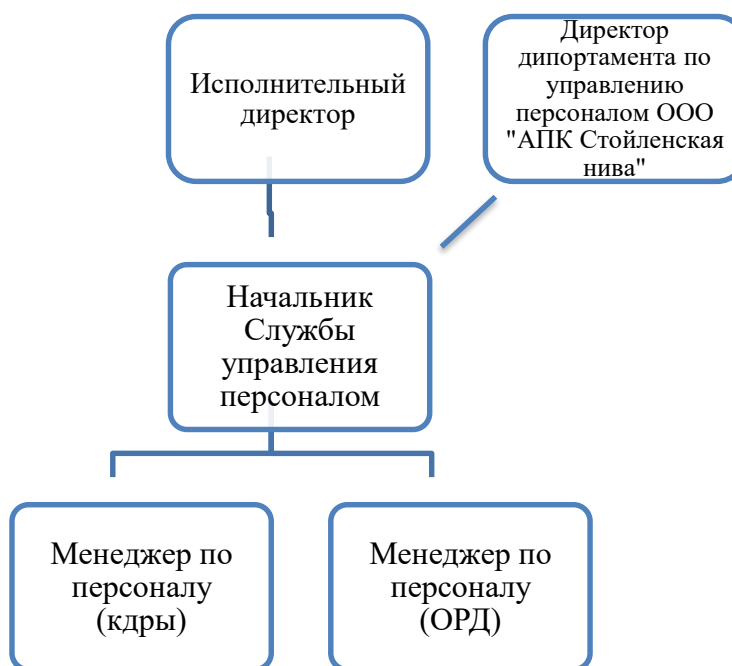 Исполнительный
директор
Директор
дипортамента по
управлению
персоналом ООО
"АПК Стойленская
нива"
Начальник
Службы
управления
персоналом
Менеджер по
персоналу
(кдры)
Менеджер по
персоналу
(ОРД)